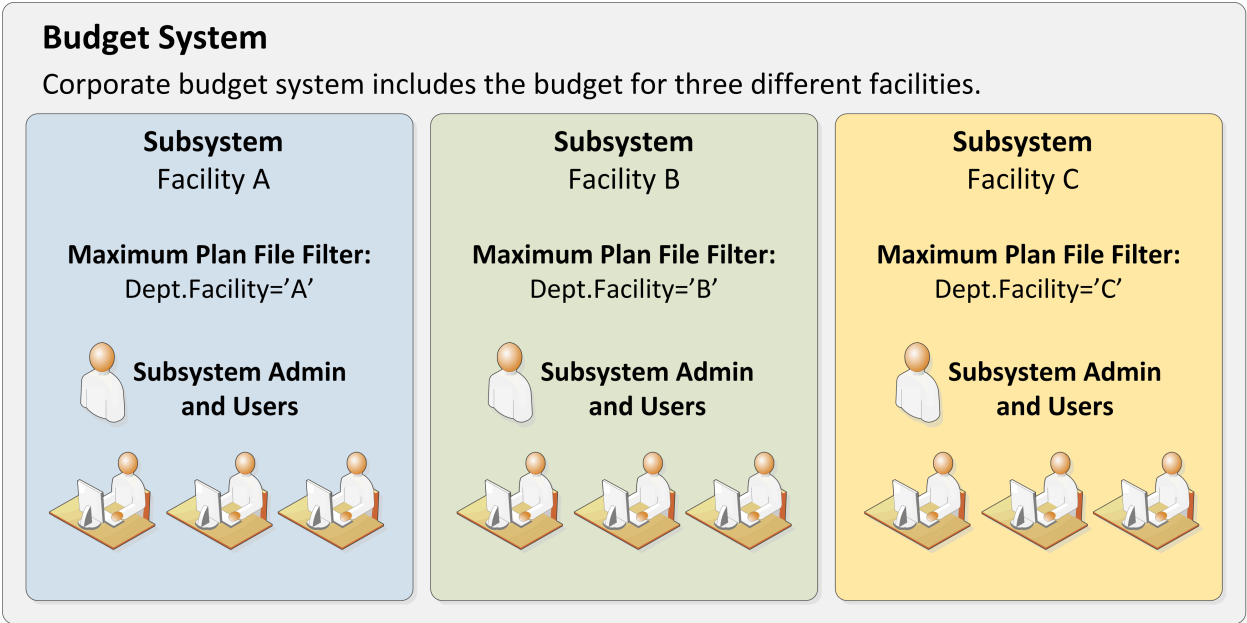 Budget System
Corporate budget system includes the budget for three different facilities.
Subsystem
Facility A
Maximum Plan File Filter:
Dept.Facility=’A’
Subsystem Admin
and Users
Subsystem
Facility B
Maximum Plan File Filter:
Dept.Facility=’B’
Subsystem Admin
and Users
Subsystem
Facility C
Maximum Plan File Filter:
Dept.Facility=’C’
Subsystem Admin
and Users